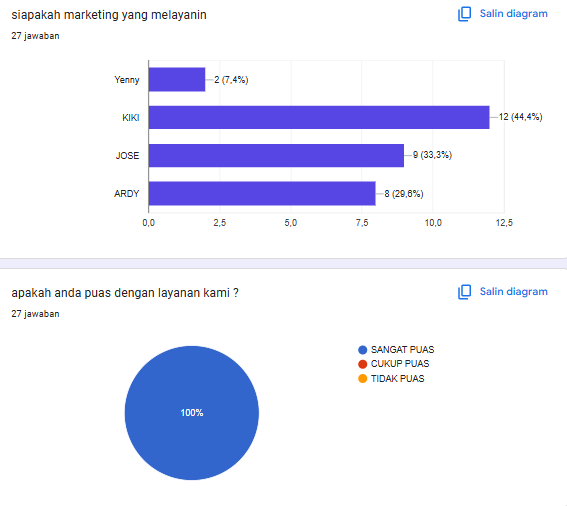 siapakah marketing yang melayanin
Salin diagram
27 jawaban
Yenny
2 (7,4%)
KIKI
12 (44,4%)
JOSE
9 (33,3%)
ARDY
8 (29,6%)
0,0 2,5 5,0 7,5 10,0 12,5
apakah anda puas dengan layanan kami ?
Salin diagram
27 jawaban
100%
SANGAT PUAS
CUKUP PUAS
TIDAK PUAS